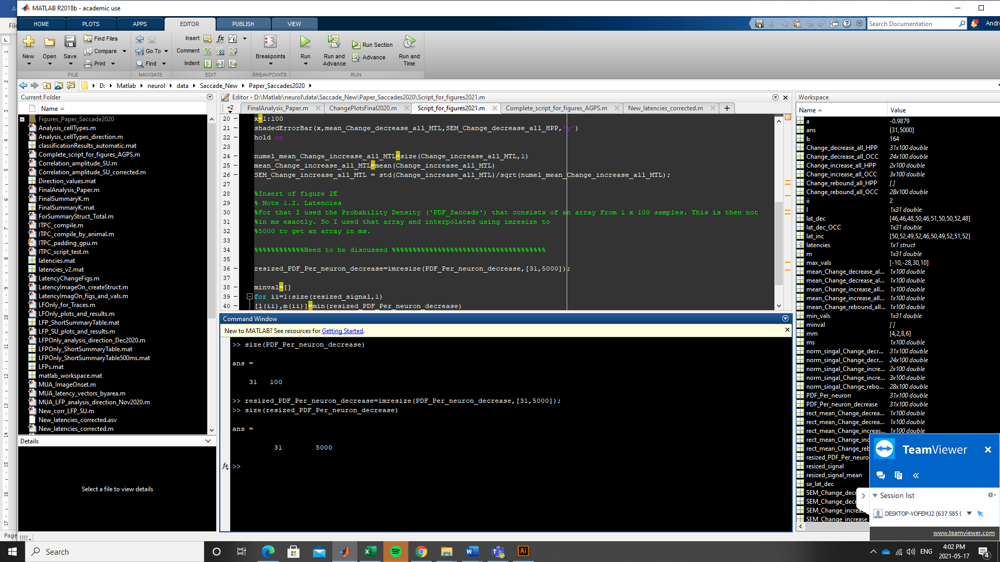 MATLAB R2018b - academic use
HOME
PLOTS
APPS
EDITOR
PUBLISH
VIEW
Search Documentation
Andre
New
Open
Save
Find Files
Compare
Print
Go To
Find
Insert
Comment
Indent
fx
Breakpoints
Run
Run and Advance
Run Section
Advance
Run and Time
FILE
NAVIGATE
EDIT
BREAKPOINTS
RUN
D: Matlab neurol data Saccade_New Paper_Saccades2020
Current Folder
Name
Figures_Paper_Saccade2020
Analysis_cellTypes.m
Analysis_cellTypes_direction.m
classificationResults_automatic.mat
Complete_script_for_figures_AGPS.m
Correlation_amplitude_SU.m
Correlation_amplitude_SU_corrected.m
Direction_values.mat
FinalAnalysis_Paper.m
FinalSummaryK.m
FinalSummaryK.mat
ForSummaryStruct_Total.m
ITPC_compile.m
ITPC_compile_by_animal.m
ITPC_padding_gpu.m
ITPC_script_test.m
latencies.mat
latencies_v2.mat
LatencyChangeFigs.m
LatencyImageOn_createStruct.m
LatencyImagOn_figs_and_vals.m
LFOnly_for_Traces.m
LFOnly_plots_and_results.m
LFP_ShortSummaryTable.mat
LFP_SU_plots_and_results.m
LFPOnly_analysis_direction_Dec2020.m
LFPOnly_ShortSummaryTable.mat
LFPOnly_ShortSummaryTable500ms.mat
LFPs.mat
matlab_workspace.mat
MUA_ImageOnset.m
MUA_latency_vectors_byarea.m
MUA_LFP_analysis_direction_Nov2020.m
New_corr_LFP_SU.m
New_latencies_corrected.asv
New_latencies_corrected.m
Details
Select a file to view details
Editor - D:\Matlab\neurol\data\Saccade_New\Paper_Saccades2020\Script_for_figures2021.m
+2
FinalAnalysis_Paper.m
ChangePlotsFinal2020.m
Script_for_figures2021.m
Complete_script_for_figures_AGPS.m
New_latencies_corrected.m
20 x=1:100
21 shadedErrorBar(x,mean_Change_decrease_all_MTL,SEM_Change_decrease_all_HPP,'y')
22 hold on
23
24 numel_mean_Change_increase_all_MTL=size(Change_increase_all_MTL,1)
25 mean_Change_increase_all_MTL=mean(Change_increase_all_MTL)
26 SEM_Change_increase_all_MTL = std(Change_increase_all_MTL)/sqrt(numel_mean_Change_increase_all_MTL);
27
28 %Insert of figure 2E
29 % Note 1.2. Latencies
30 %For that I used the Probability Density ('PDF_Saccade') that consists of an array from 1 x 100 samples. This is then not
31 %in ms exactly. So I used that array and interpolated using imresize to
32 %5000 to get an array in ms.
33
34 %%%%%%%%%%%%Need to be discussed %%%%%%%%%%%%%%%%%%%%%%%%%%%%%%%%%%%%%
35
36 resized_PDF_Per_neuron_decrease=imresize(PDF_Per_neuron_decrease,[31,5000]);
37
38 minval=[]
39 for ii=1:size(resized_signal,1)
40 [l(ii),m(ii)]=min(resized_PDF_Per_neuron_decrease)
Command Window
New to MATLAB? See resources for Getting Started.
>> size(PDF_Per_neuron_decrease)
ans =
31 100
>> resized_PDF_Per_neuron_decrease=imresize(PDF_Per_neuron_decrease,[31,5000]);
>> size(resized_PDF_Per_neuron_decrease)
ans =
31 5000
fx >>
Workspace
Name Value
a -0.9879
ans [31,5000]
b 164
Change_decrease_all_HPP 31x100 double
Change_decrease_all_OCC 24x100 double
Change_increase_all_HPP 2x100 double
Change_increase_all_OCC 3x100 double
Change_rebound_all_HPP []
Change_rebound_all_OCC 28x100 double
ii 2
l 1x31 double
lat_dec [46,46,48,50,46,51,50,50,52,48]
lat_dec_OCC 1x31 double
lat_inc [50,52,49,52,46,50,49,52,51,52]
latencies 1x1 struct
m 1x31 double
max_vals [-10,-28,30,10]
mean_Change_decrease_al... 1x100 double
mean_Change_decrease_al... 1x100 double
mean_Change_increase_all... 1x100 double
mean_Change_increase_all... 1x100 double
mean_Change_rebound_all... 1x100 double
min_vals 1x31 double
minval []
mm [4,2,8,6]
ms 1x100 double
norm_singal_Change_decr... 31x100 double
norm_singal_Change_decr... 24x100 double
norm_singal_Change_incre... 2x100 double
norm_singal_Change_incre... 3x100 double
norm_singal_Change_rebo... 28x100 double
PDF_Per_neuron 31x100 double
PDF_Per_neuron_decrease 31x100 double
rect_mean_Change_decrea... 1x100 double
rect_mean_Change_decrea... 1x100 double
rect_mean_Change_increas... 1x100 double
rect_mean_Change_inc
rect_mean_Change_reb
resized_PDF_Per_neuro
resized_signal
resized_signal_mean
se_lat_dec
SEM_Change_decr
SEM_Change_decr
SEM_Change_increas
SEM_Change_increase
TeamViewer
Session list
DESKTOP-VOFEMJ2 (637 585
www.teamviewer.com
Page
Search
ENG
4:02 PM
2021-05-17
4